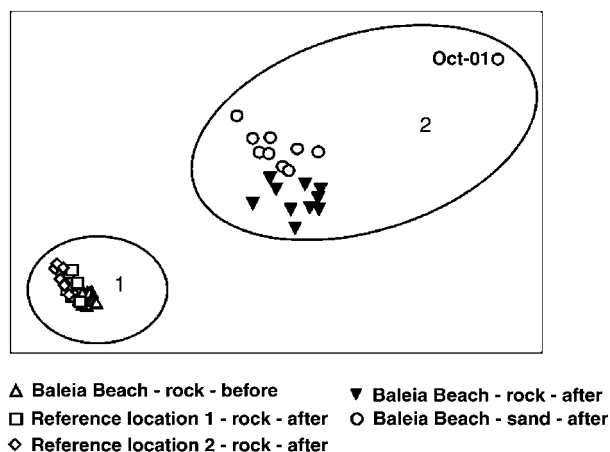 Oct-01
2
1
Baleia Beach - rock - before
Reference location 1 - rock - after
Reference location 2 - rock - after
Baleia Beach - rock - after
Baleia Beach - sand - after